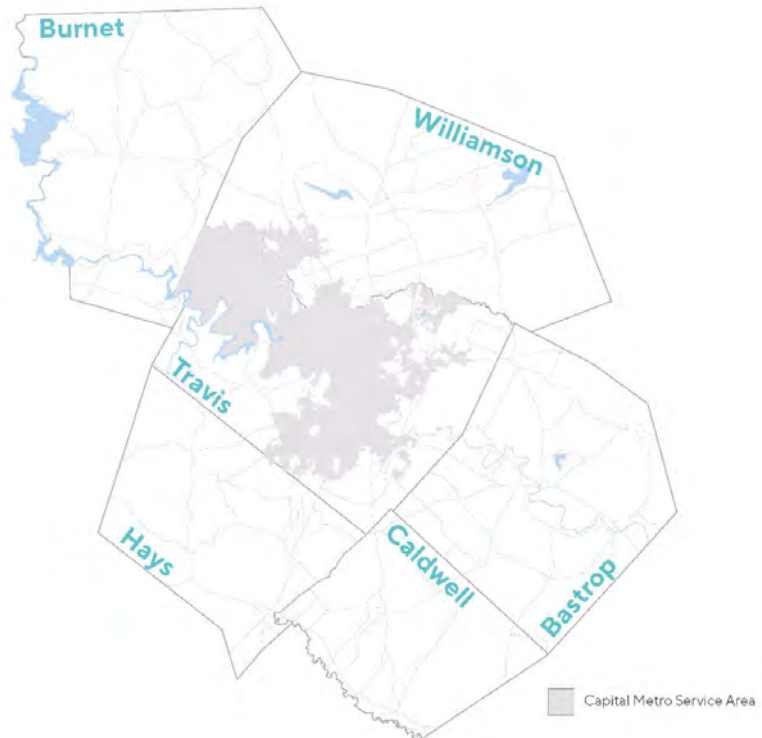 Burnet
Williamson
Travis
Hays
Caldwell
Bastrop
Capital Metro Service Area